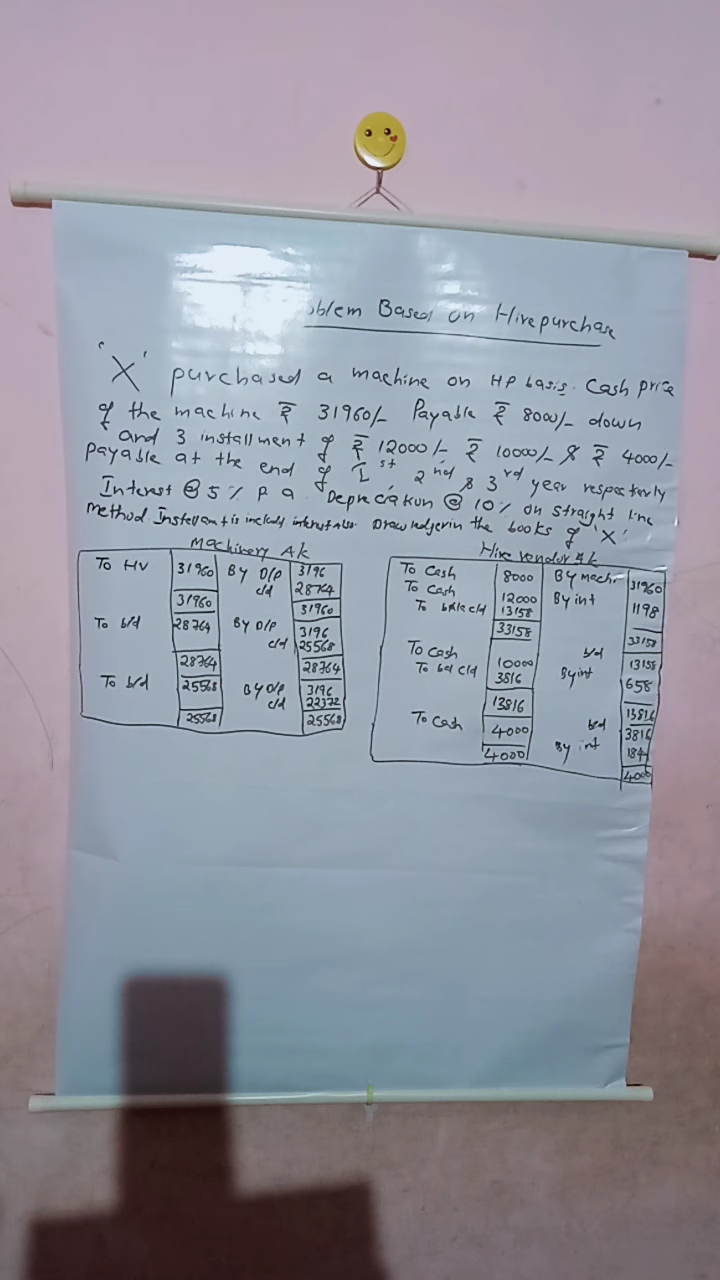 oblem Based on Hirepurchase
'X' purchased a machine on HP basis. Cash price
of the machine ₹ 31960/- Payable ₹ 8000/- down
and 3 installment of ₹ 12000/- ₹ 10000/- & ₹ 4000/-
payable at the end of 1st 2nd & 3rd year respectively
Interest @ 5% P a. Depreciation @ 10% on straight line
method. Installment is include interest also. Draw ledger in the books of 'X'.
Machinery A/c
To HV 31960 By D/P 3196
c/d 28764
31960 31960
To b/d 28764 By D/P 3196
c/d 25568
28764 28764
To b/d 25568 By D/P 3196
c/d 22372
25568 25568
Hire vendor A/c
To Cash 8000 By mach 31960
To Cash 12000 By int 1198
To bale c/d 13158
33158 33158
To Cash 10000 b/d 13158
To bal c/d 3816 By int 658
13816 13816
To Cash 4000 b/d 3816
By int 184
4000 4000